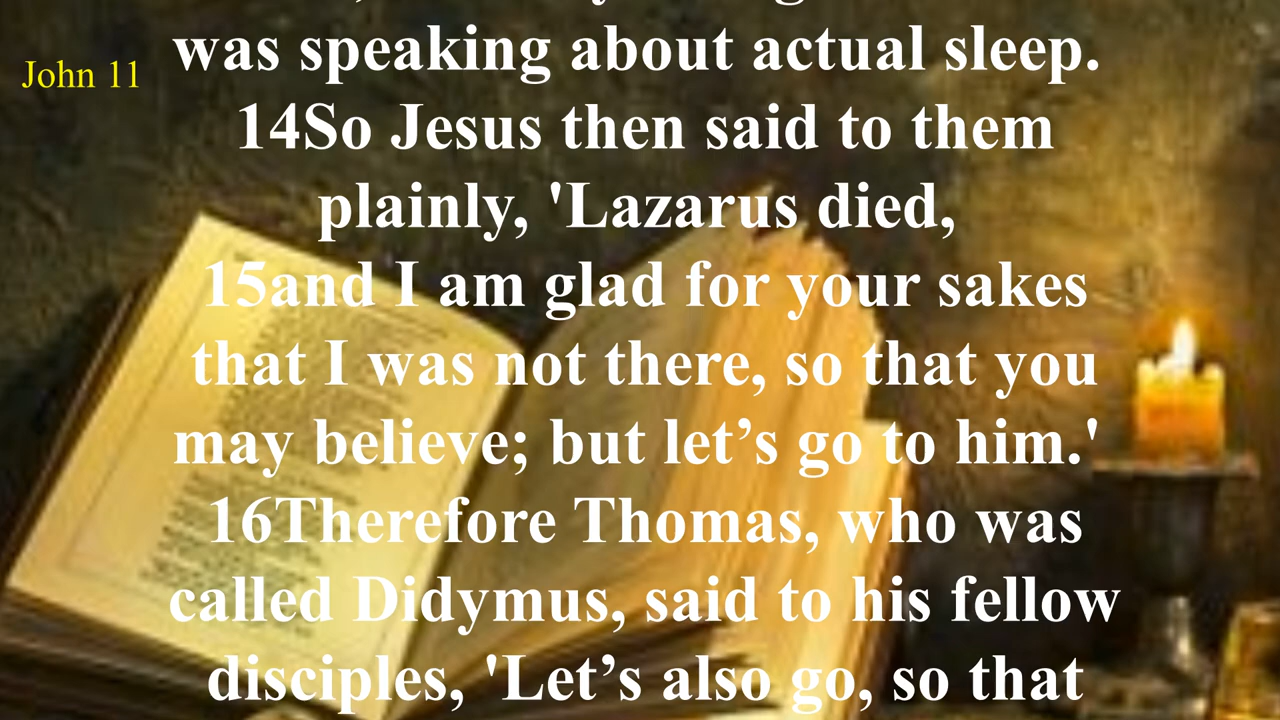 John 11
was speaking about actual sleep.
14So Jesus then said to them
plainly, 'Lazarus died,
15and I am glad for your sakes
that I was not there, so that you
may believe; but let’s go to him.'
16Therefore Thomas, who was
called Didymus, said to his fellow
disciples, 'Let’s also go, so that